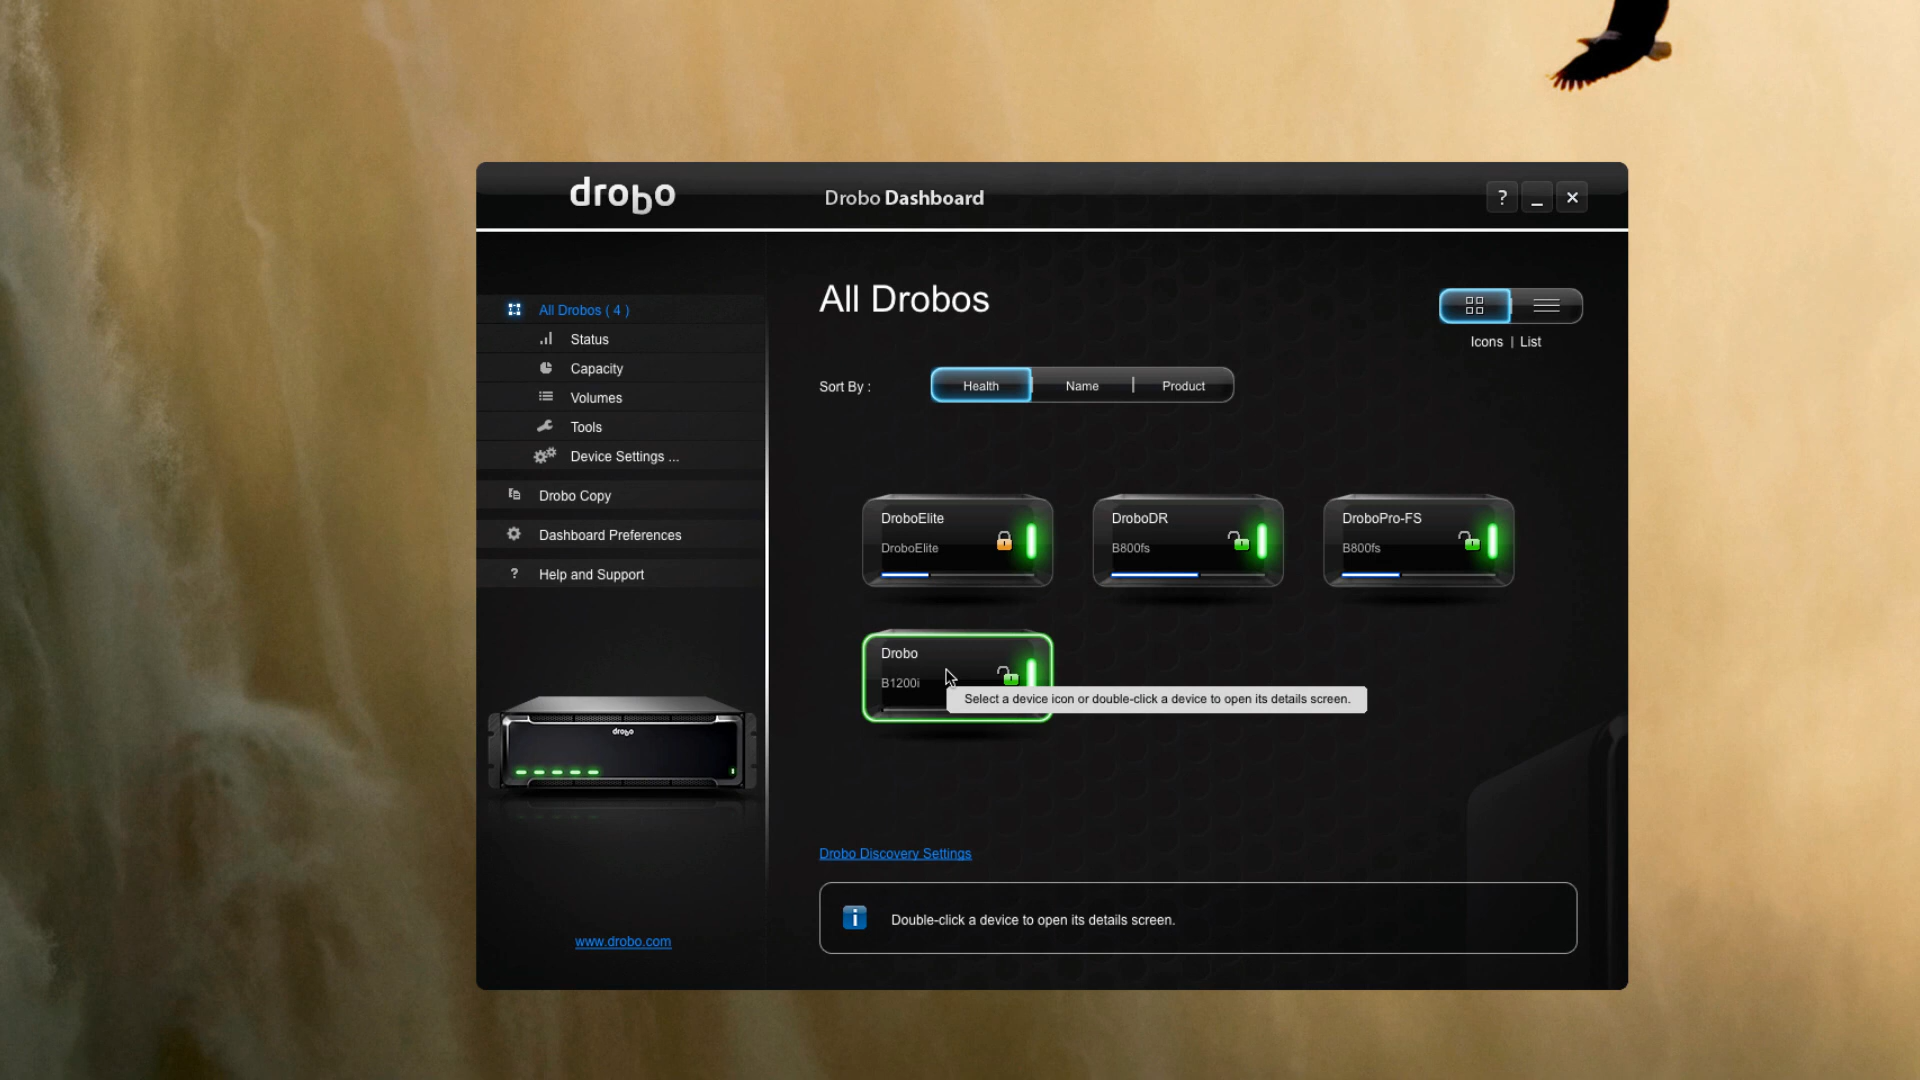 drobo
Drobo Dashboard
?
All Drobos ( 4 )
Status
Capacity
Volumes
Tools
Device Settings ...
Drobo Copy
Dashboard Preferences
? Help and Support
drobo
www.drobo.com
All Drobos
Icons | List
Sort By :
Health
Name
Product
DroboElite
DroboElite
DroboDR
B800fs
DroboPro-FS
B800fs
Drobo
B1200i
Select a device icon or double-click a device to open its details screen.
Drobo Discovery Settings
Double-click a device to open its details screen.